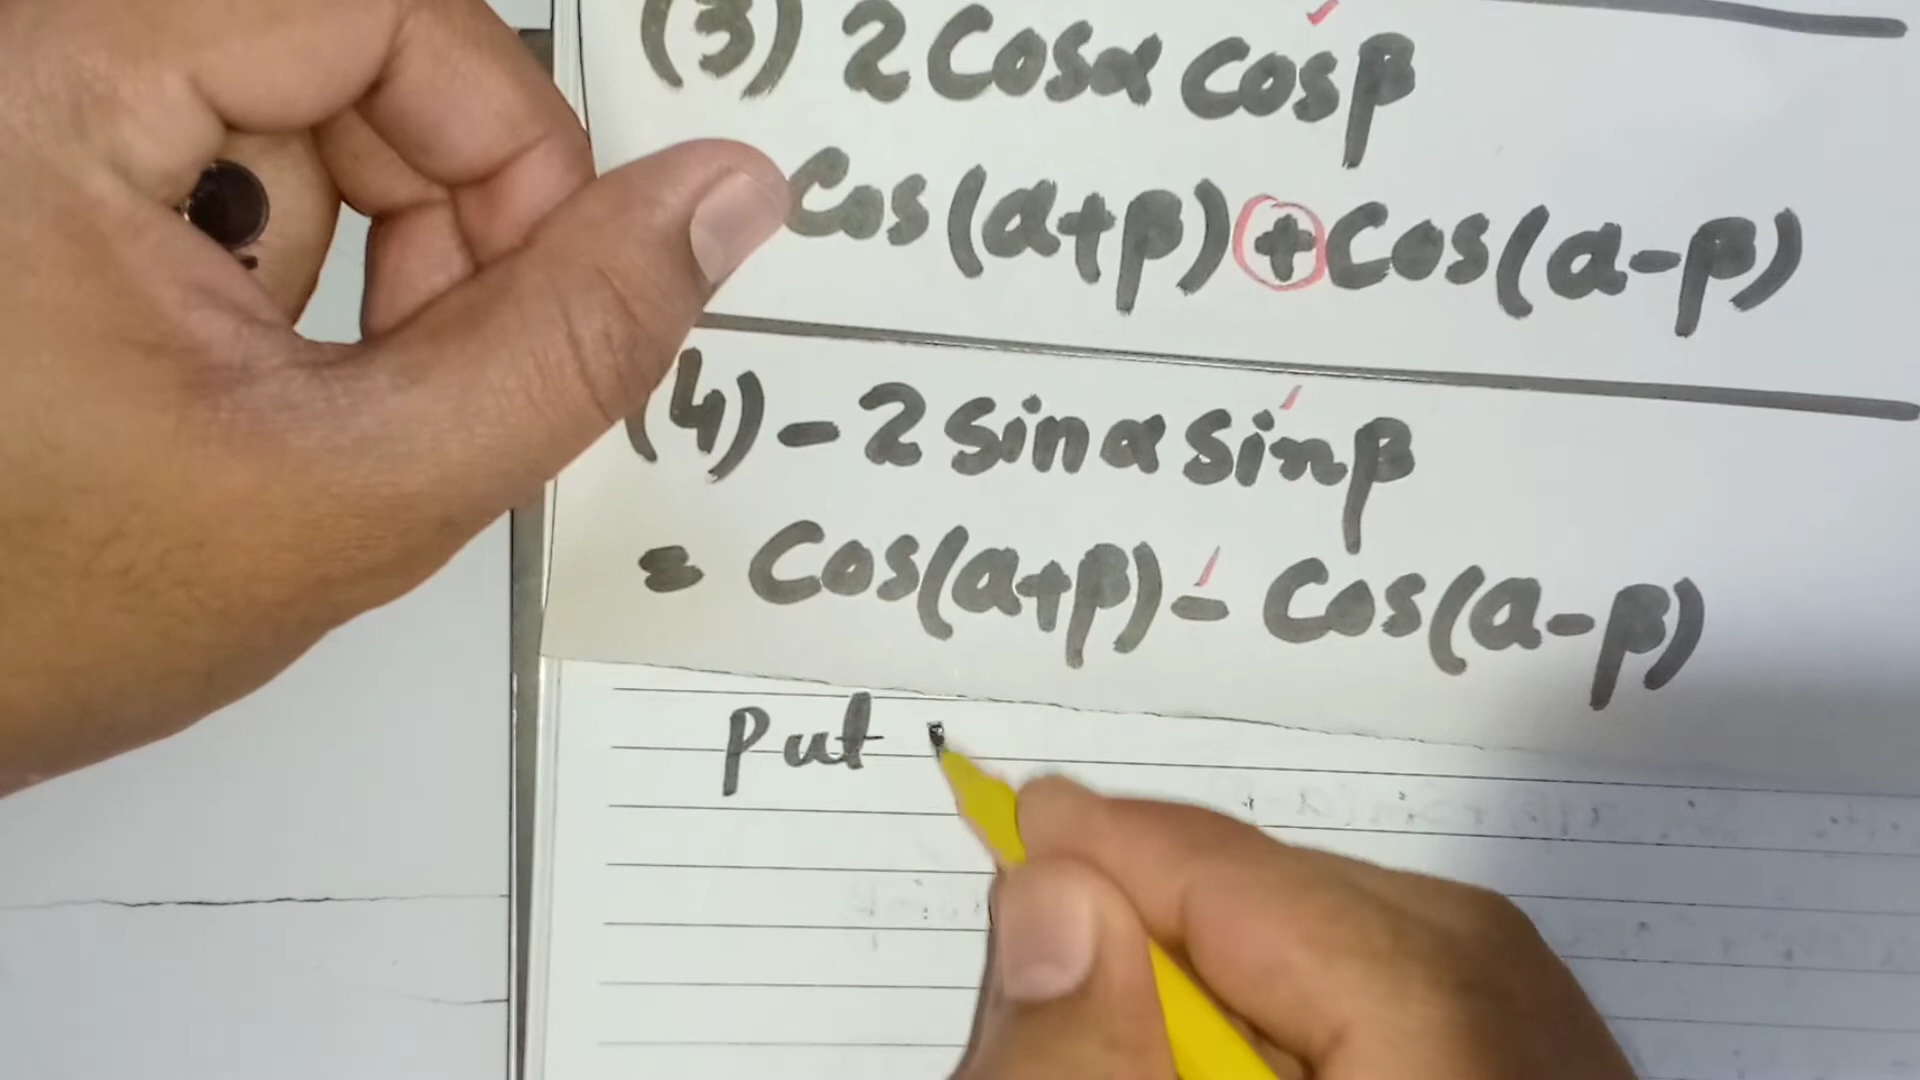 (3) 2 Cosα Cosβ
Cos(α+β) + Cos(α-β)
(4) - 2 Sinα Sinβ
= Cos(α+β) - Cos(α-β)
Put